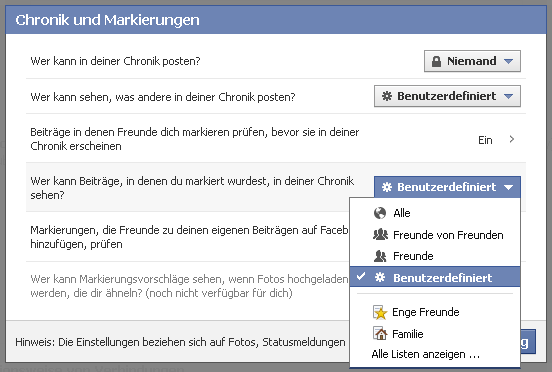 Chronik und Markierungen
Wer kann in deiner Chronik posten?
Niemand
Wer kann sehen, was andere in deiner Chronik posten?
Benutzerdefiniert
Beiträge in denen Freunde dich markieren prüfen, bevor sie in deiner
Chronik erscheinen
Ein
Wer kann Beiträge, in denen du markiert wurdest, in deiner Chronik
sehen?
Benutzerdefiniert
Alle
Freunde von Freunden
Freunde
Benutzerdefiniert
Enge Freunde
Familie
Alle Listen anzeigen ...
Markierungen, die Freunde zu deinen eigenen Beiträgen auf Faceb
hinzufügen, prüfen
Wer kann Markierungsvorschläge sehen, wenn Fotos hochgeladen
werden, die dir ähneln? (noch nicht verfügbar für dich)
Hinweis: Die Einstellungen beziehen sich auf Fotos, Statusmeldungen
g